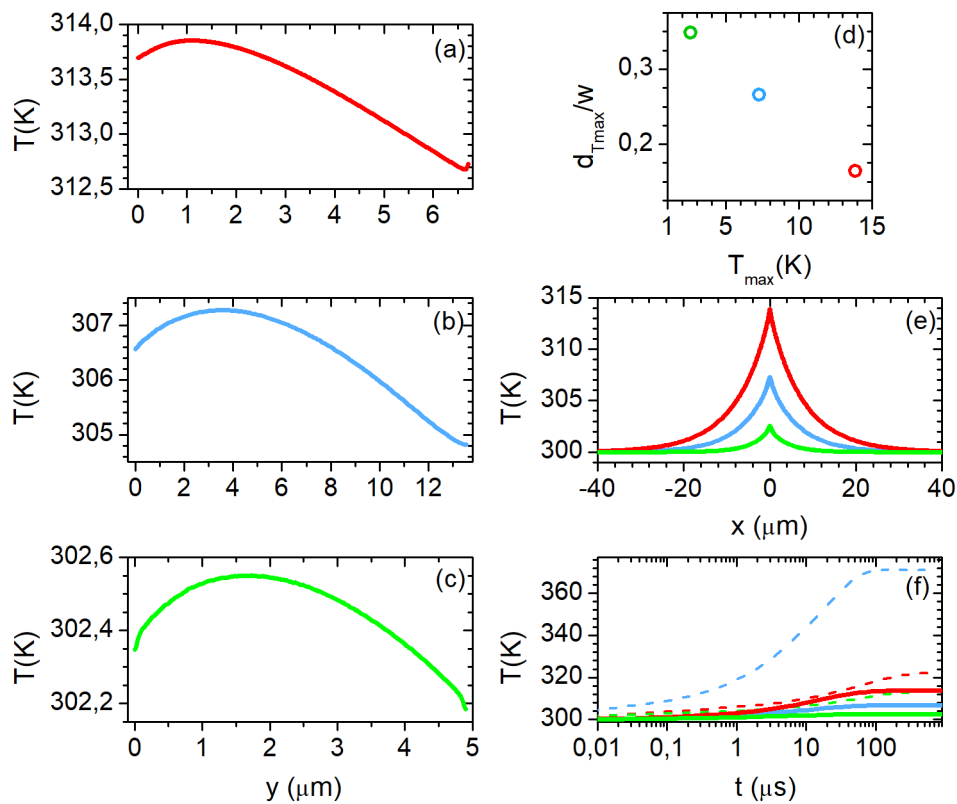 (a)
T(K)
314,0
313,5
313,0
312,5
0 1 2 3 4 5 6
(b)
T(K)
307
306
305
0 2 4 6 8 10 12
(c)
T(K)
302,6
302,4
302,2
0 1 2 3 4 5
y (μm)
(d)
d_Tmax/w
0,3
0,2
1 5 10 15
T_max(K)
(e)
T(K)
315
310
305
300
-40 -20 0 20 40
x (μm)
(f)
T(K)
360
340
320
300
0,01 0,1 1 10 100
t (μs)